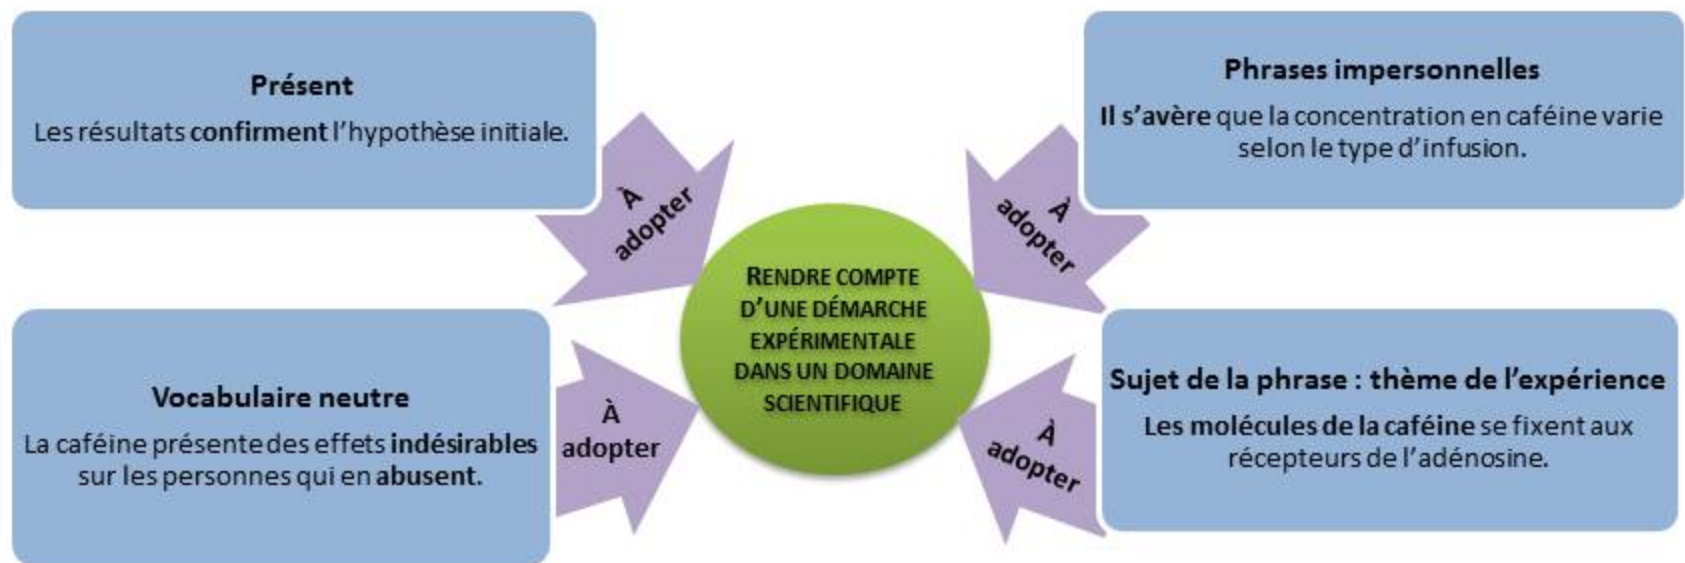 Présent
Les résultats confirment l'hypothèse initiale.
Phrases impersonnelles
Il s'avère que la concentration en caféine varie
selon le type d'infusion.
À
adopter
À
adopter
RENDRE COMPTE
D'UNE DÉMARCHE
EXPÉRIMENTALE
DANS UN DOMAINE
SCIENTIFIQUE
Vocabulaire neutre
La caféine présente des effets indésirables
sur les personnes qui en abusent.
À
adopter
À
adopter
Sujet de la phrase : thème de l'expérience
Les molécules de la caféine se fixent aux
récepteurs de l'adénosine.